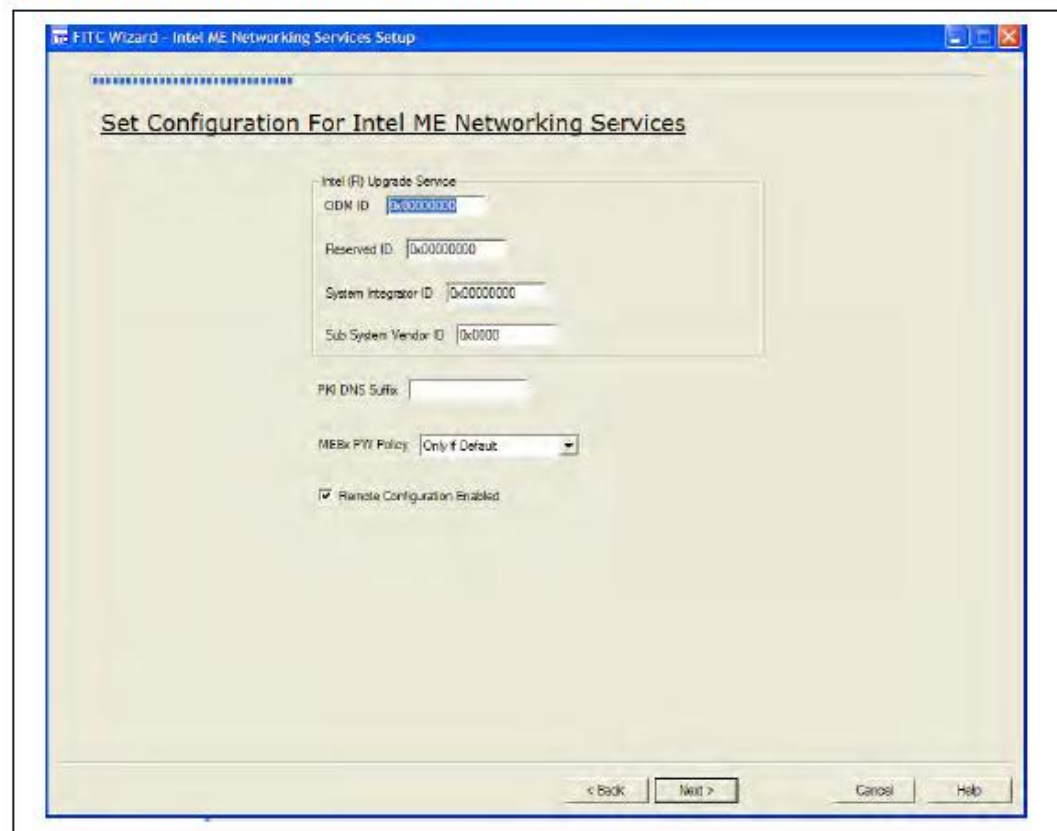 FITC Wizard - Intel ME Networking Services Setup
Set Configuration For Intel ME Networking Services
Intel (R) Upgrade Service
ODM ID 0x00000000
Reserved ID 0x00000000
System Integrator ID 0x00000000
Sub System Vendor ID 0x0000
PKI DNS Suffix
MEBx PW Policy Only if Default
Remote Configuration Enabled
< Back Next > Cancel Help